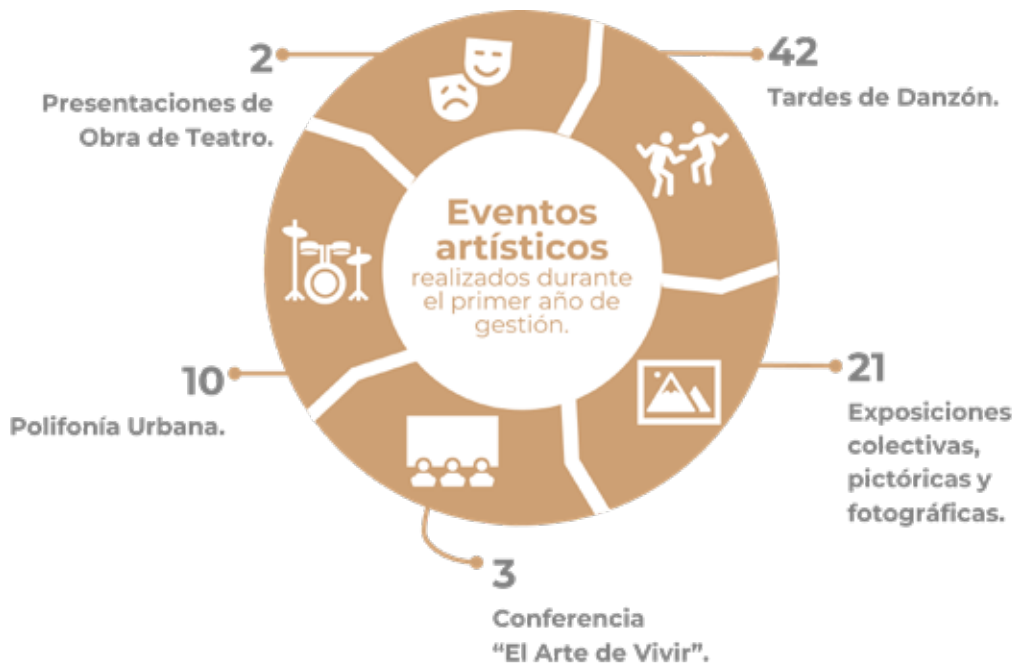 Eventos
artísticos
realizados durante
el primer año de
gestión.
2
Presentaciones de
Obra de Teatro.
42
Tardes de Danzón.
21
Exposiciones
colectivas,
pictóricas y
fotográficas.
3
Conferencia
“El Arte de Vivir”.
10
Polifonía Urbana.